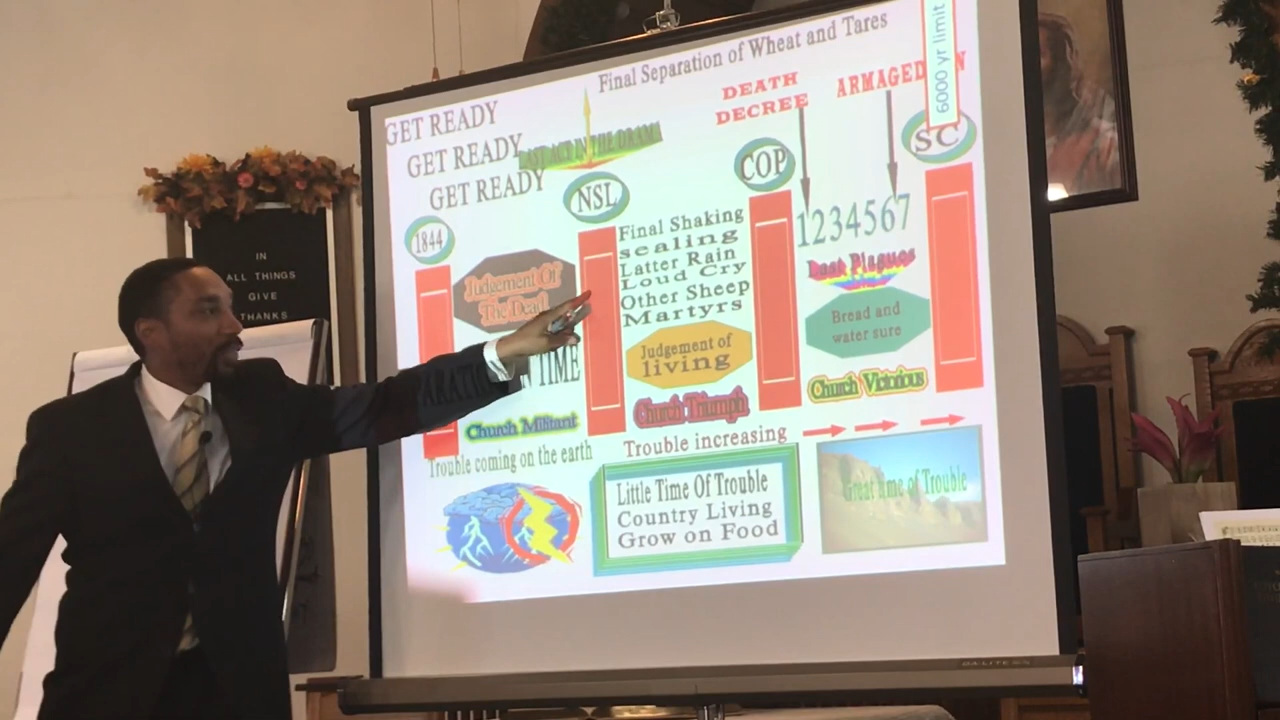 Final Separation of Wheat and Tares
GET READY
GET READY
GET READY
LAST ACT IN THE DRAMA
DEATH
DECREE
6000 yr limit
1844
NSL
COP
SC
Judgement Of
The Dead
TIME
Church Militant
Trouble coming on the earth
Final Shaking
sealing
Latter Rain
Loud Cry
Other Sheep
Martyrs
Judgement of
living
Church Triumph
Trouble increasing
Little Time Of Trouble
Country Living
Grow on Food
1234567
Plagues
Bread and
water sure
Church Victorious
Great time of Trouble
IN
ALL THINGS
GIVE
THANKS
DA-LITE